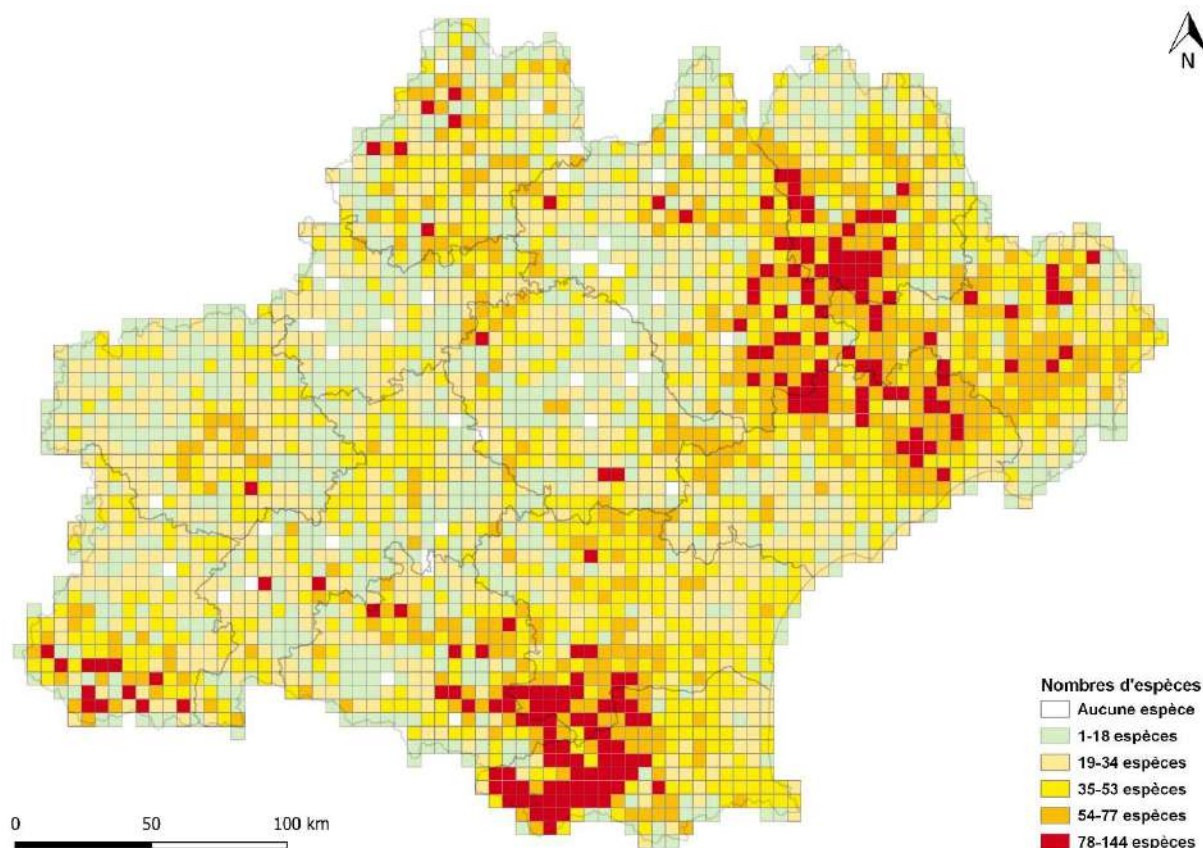 N
Nombres d'espèces
Aucune espèce
1-18 espèces
19-34 espèces
35-53 espèces
54-77 espèces
78-144 espèces
0 50 100 km